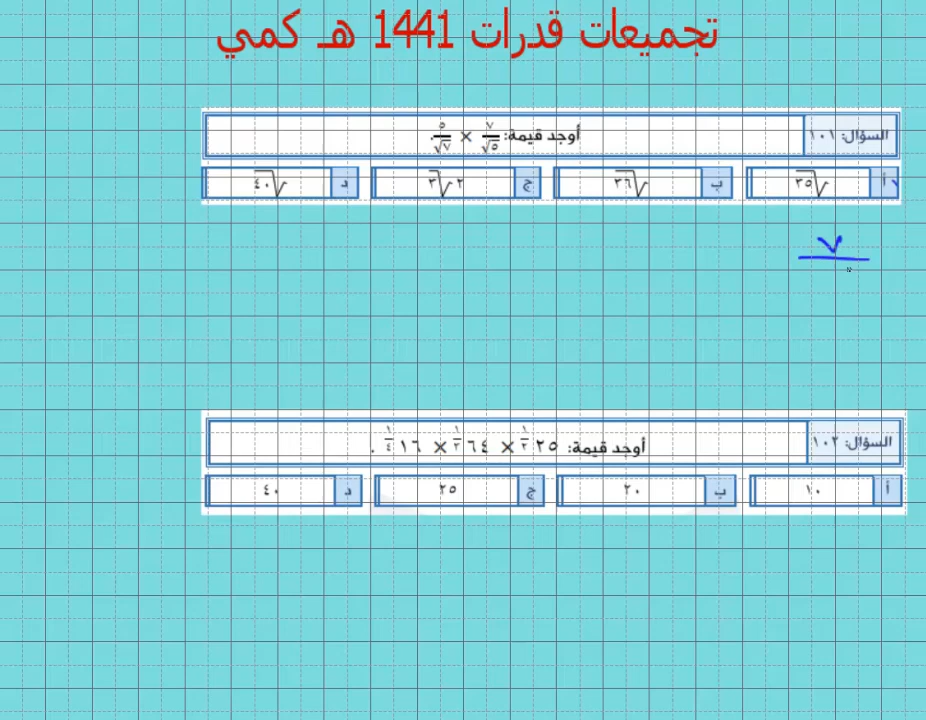 تجميعات قدرات 1441 هـ كمي
السؤال: ١٠١
أوجد قيمة: ٧/√٥ × ٥/√٧.
أ √٣٥
ب √٣٦
ج ٢√٣
د √٤٠
٧
السؤال: ١٠٢
أوجد قيمة: ٢٥^(١/٢) × ٦٤^(١/٢) × ١٦^(١/٤) .
أ ١٠
ب ٢٠
ج ٢٥
د ٤٠